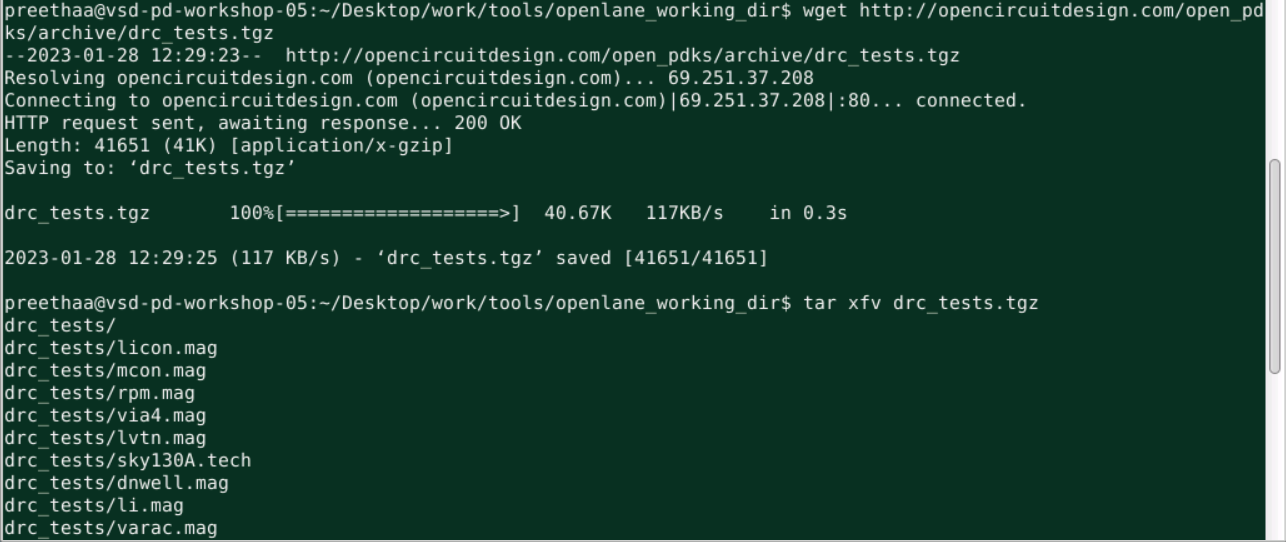 preethaa@vsd-pd-workshop-05:~/Desktop/work/tools/openlane_working_dir$ wget http://opencircuitdesign.com/open_pd
ks/archive/drc_tests.tgz
--2023-01-28 12:29:23--  http://opencircuitdesign.com/open_pdks/archive/drc_tests.tgz
Resolving opencircuitdesign.com (opencircuitdesign.com)... 69.251.37.208
Connecting to opencircuitdesign.com (opencircuitdesign.com)|69.251.37.208|:80... connected.
HTTP request sent, awaiting response... 200 OK
Length: 41651 (41K) [application/x-gzip]
Saving to: ‘drc_tests.tgz’
drc_tests.tgz       100%[===================>]  40.67K   117KB/s    in 0.3s
2023-01-28 12:29:25 (117 KB/s) - ‘drc_tests.tgz’ saved [41651/41651]
preethaa@vsd-pd-workshop-05:~/Desktop/work/tools/openlane_working_dir$ tar xfv drc_tests.tgz
drc_tests/
drc_tests/licon.mag
drc_tests/mcon.mag
drc_tests/rpm.mag
drc_tests/via4.mag
drc_tests/lvtn.mag
drc_tests/sky130A.tech
drc_tests/dnwell.mag
drc_tests/li.mag
drc_tests/varac.mag